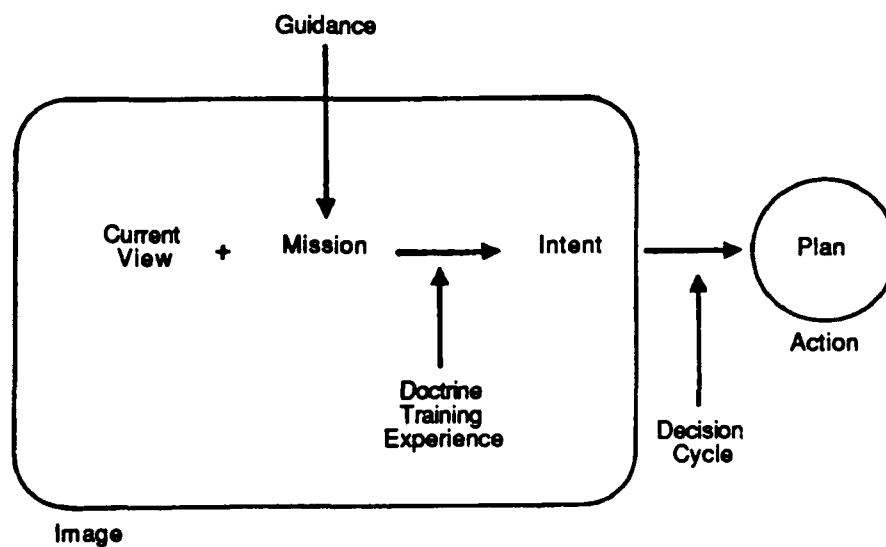 Guidance
Current
View
+
Mission
Intent
Plan
Action
Doctrine
Training
Experience
Decision
Cycle
Image